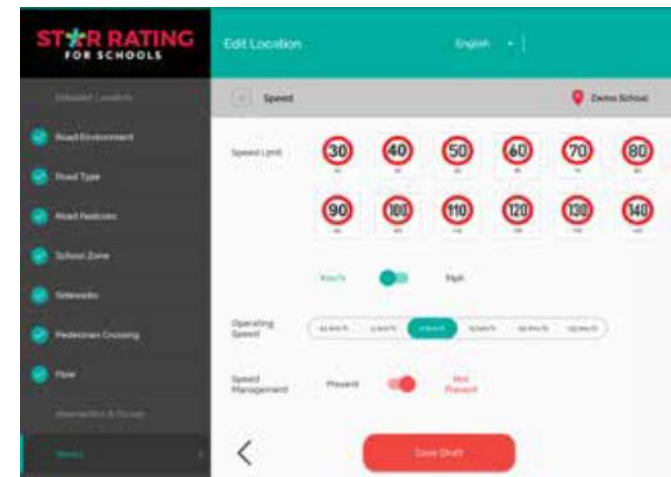 STAR RATING
FOR SCHOOLS
Edit Location
English
Speed
Demo School
Road Environment
Road Type
Road Features
School Zone
Sidewalks
Pedestrian Crossing
Flow
Speed Limit
30 40 50 60 70 80
90 100 110 120 130 140
Km/h Mph
Operating
Speed
Speed
Management
Present
Not
Present
Save Draft